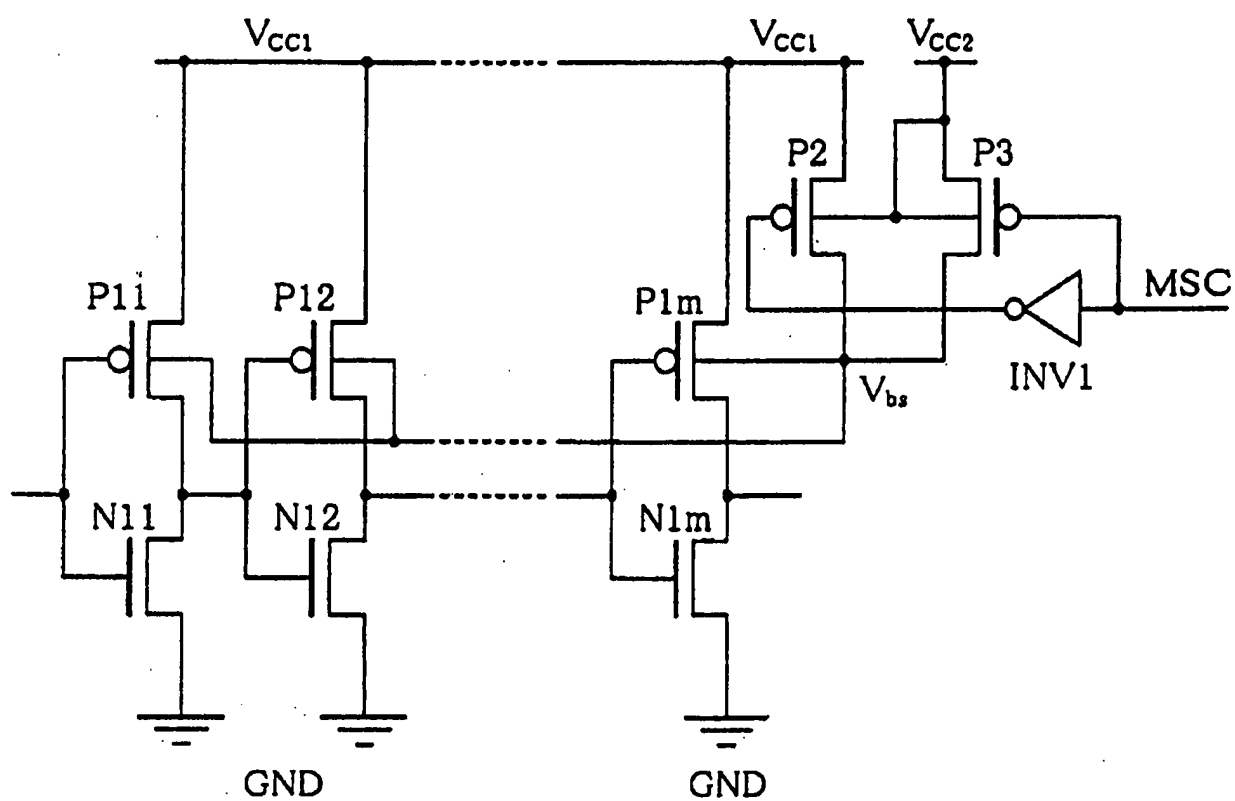 VCC1 VCC1 VCC2
P2 P3
P11 P12 P1m MSC
INV1
Vbs
N11 N12 N1m
GND GND